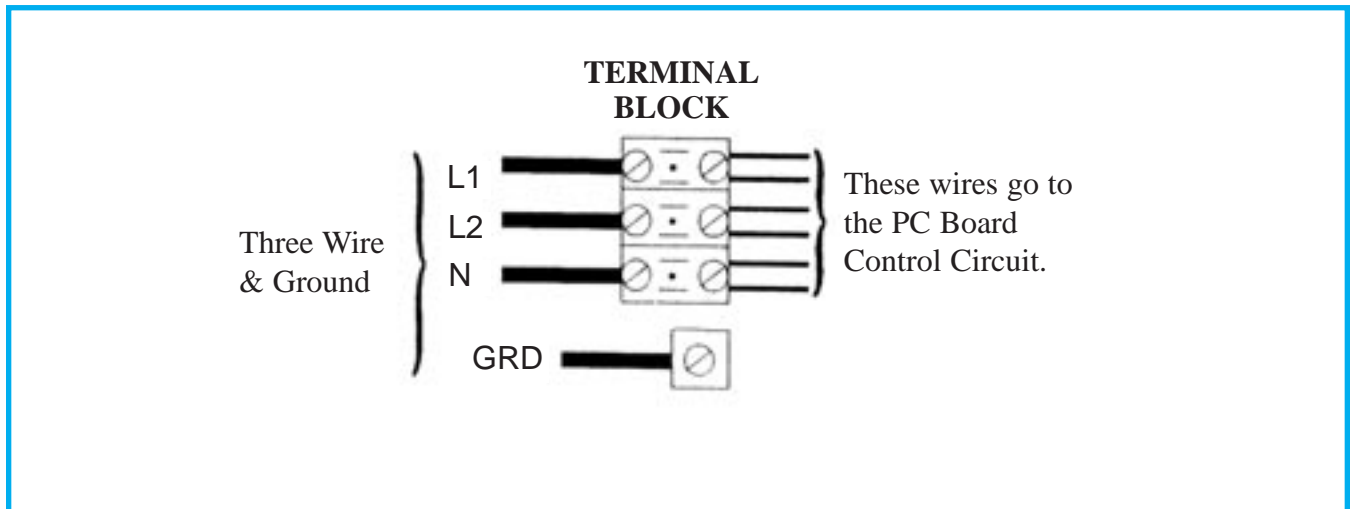 TERMINAL
BLOCK
Three Wire
& Ground
L1
L2
N
GRD
These wires go to
the PC Board
Control Circuit.